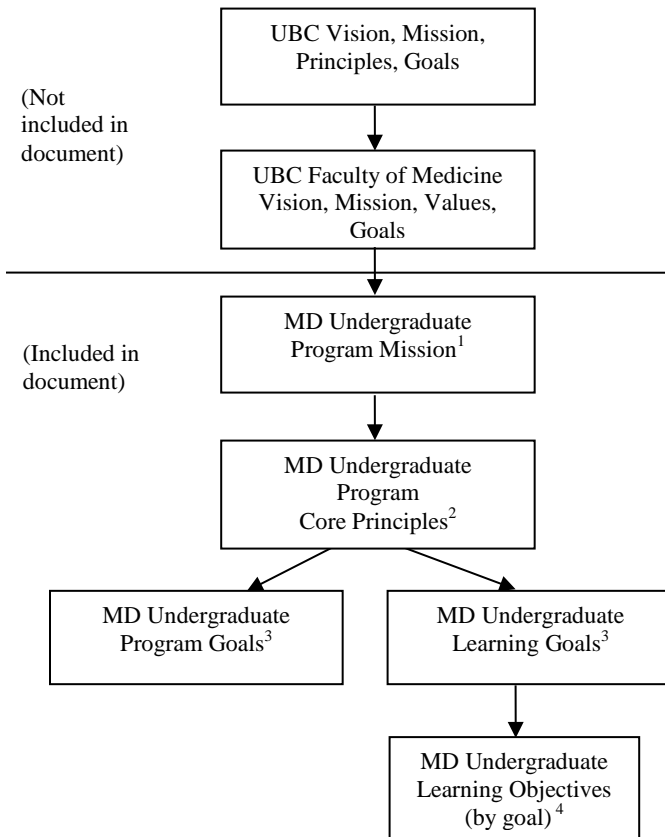 UBC Vision, Mission,
Principles, Goals
(Not
included in
document)
UBC Faculty of Medicine
Vision, Mission, Values,
Goals
MD Undergraduate
Program Mission¹
(Included in
document)
MD Undergraduate
Program
Core Principles²
MD Undergraduate
Program Goals³
MD Undergraduate
Learning Goals³
MD Undergraduate
Learning Objectives
(by goal) ⁴